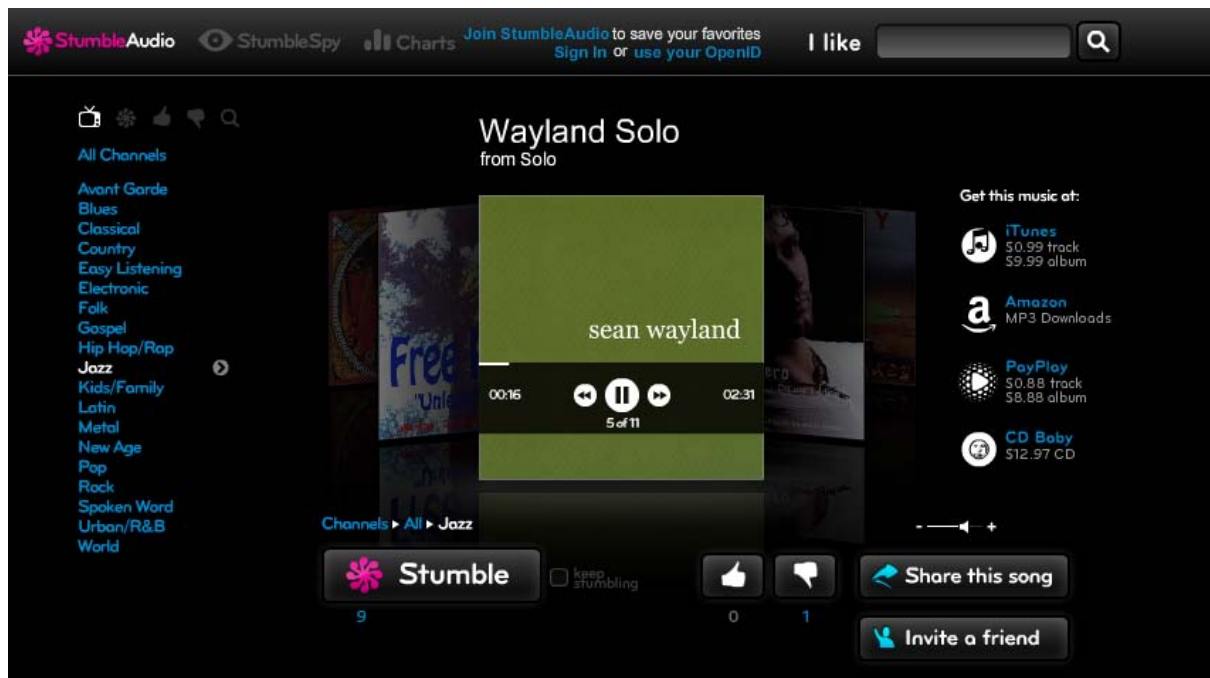 StumbleAudio
StumbleSpy
Charts
Join StumbleAudio to save your favorites
Sign In or use your OpenID
I like
All Channels
Avant Garde
Blues
Classical
Country
Easy Listening
Electronic
Folk
Gospel
Hip Hop/Rap
Jazz
Kids/Family
Latin
Metal
New Age
Pop
Rock
Spoken Word
Urban/R&B
World
Wayland Solo
from Solo
Free
"Unle
sean wayland
00:16
02:31
5 of 11
Get this music at:
iTunes
$0.99 track
$9.99 album
Amazon
MP3 Downloads
PayPlay
$0.88 track
$8.88 album
CD Baby
$12.97 CD
Channels ▸ All ▸ Jazz
- +
Stumble
keep
stumbling
9
0
1
Share this song
Invite a friend